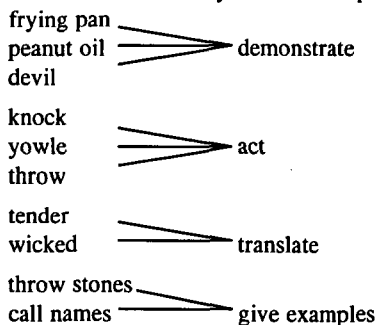 frying pan
peanut oil demonstrate
devil
knock
yowle act
throw
tender
wicked translate
throw stones
call names give examples